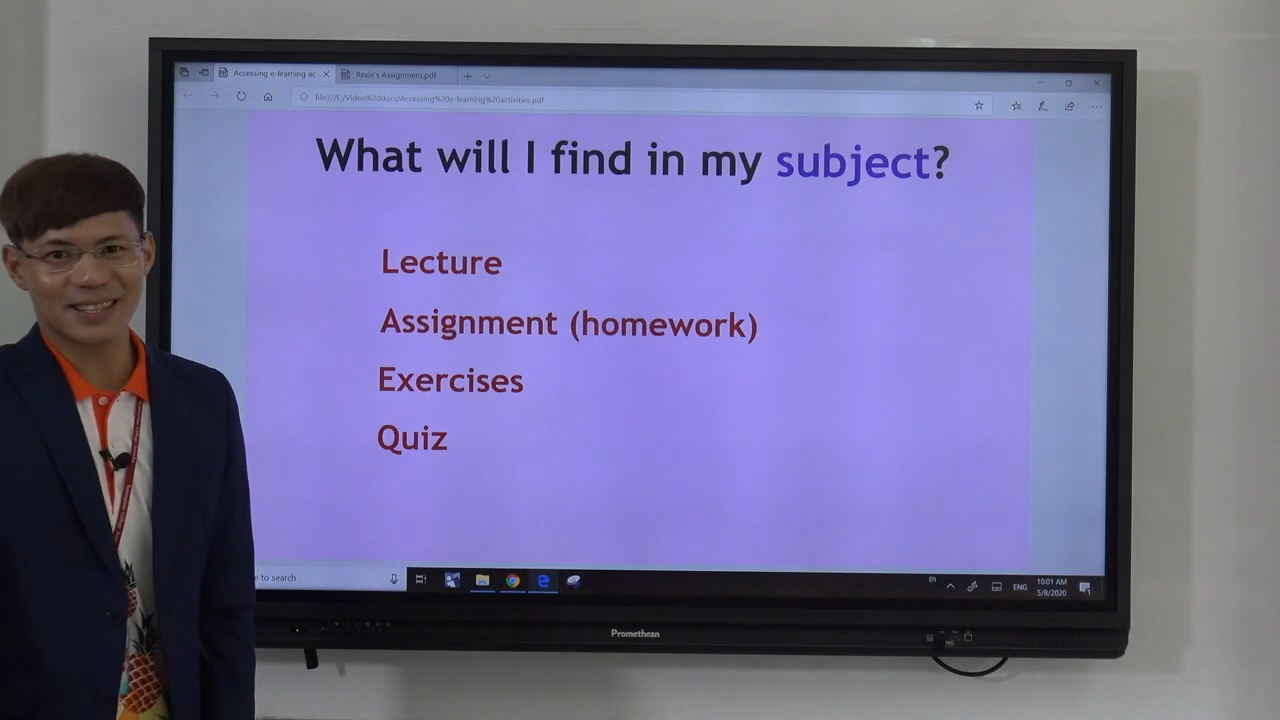 Accessing e-learning ac
Rexie's Assignment.pdf
file:///E:/Video%20docs/Accessing%20e-learning%20activities.pdf
What will I find in my subject?
Lecture
Assignment (homework)
Exercises
Quiz
e to search
EN
ENG
10:01 AM
5/8/2020
Promethean